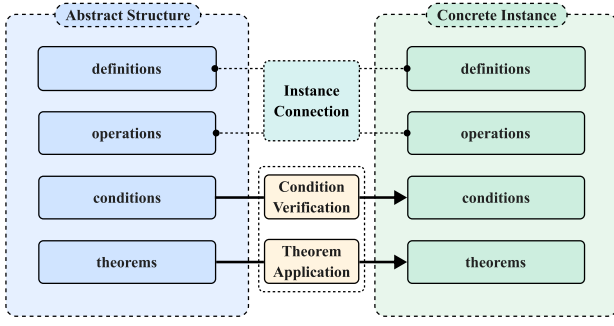 Abstract Structure
Concrete Instance
definitions
Instance
Connection
definitions
operations
operations
conditions
Condition
Verification
conditions
theorems
Theorem
Application
theorems